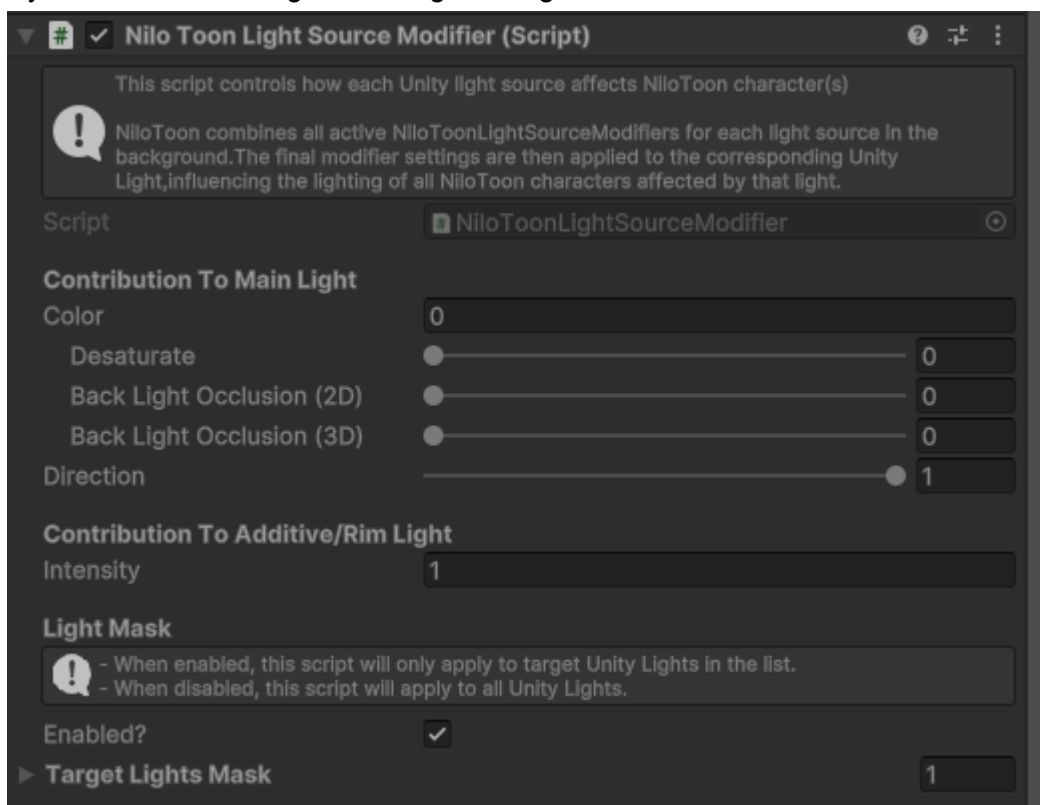 Nilo Toon Light Source Modifier (Script)
This script controls how each Unity light source affects NiloToon character(s)
NiloToon combines all active NiloToonLightSourceModifiers for each light source in the
background.The final modifier settings are then applied to the corresponding Unity
Light,influencing the lighting of all NiloToon characters affected by that light.
Script # NiloToonLightSourceModifier
Contribution To Main Light
Color 0
Desaturate 0
Back Light Occlusion (2D) 0
Back Light Occlusion (3D) 0
Direction 1
Contribution To Additive/Rim Light
Intensity 1
Light Mask
- When enabled, this script will only apply to target Unity Lights in the list.
- When disabled, this script will apply to all Unity Lights.
Enabled?
Target Lights Mask 1